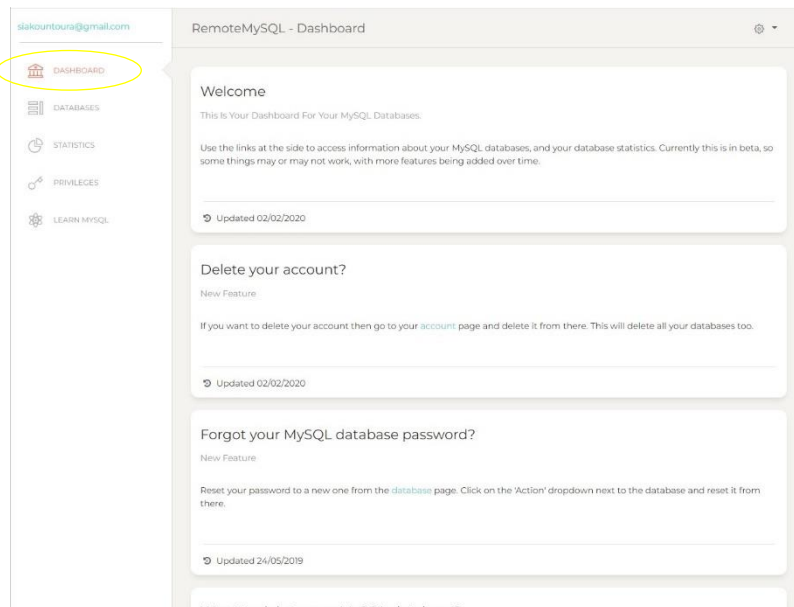 siakountoura@gmail.com
RemoteMySQL - Dashboard
DASHBOARD
DATABASES
STATISTICS
PRIVILEGES
LEARN MYSQL
Welcome
This Is Your Dashboard For Your MySQL Databases.
Use the links at the side to access information about your MySQL databases, and your database statistics. Currently this is in beta, so
some things may or may not work, with more features being added over time.
Updated 02/02/2020
Delete your account?
New Feature
If you want to delete your account then go to your account page and delete it from there. This will delete all your databases too.
Updated 02/02/2020
Forgot your MySQL database password?
New Feature
Reset your password to a new one from the database page. Click on the 'Action' dropdown next to the database and reset it from
there.
Updated 24/05/2019